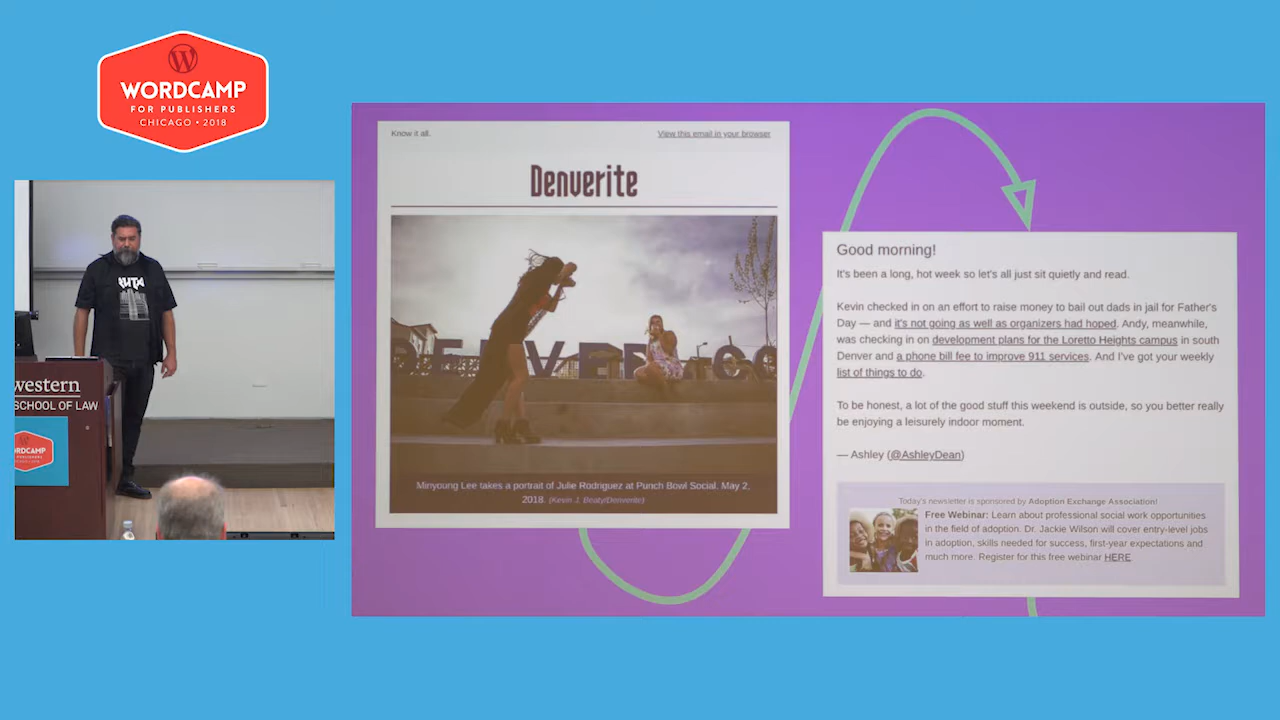 WORDCAMP
FOR PUBLISHERS
CHICAGO • 2018
western
SCHOOL OF LAW
WORDCAMP
Know it all.
View this email in your browser
Denverite
DENVER
CO
Minyoung Lee takes a portrait of Julie Rodriguez at Punch Bowl Social, May 2,
2018. (Kevin J. Beaty/Denverite)
Good morning!
It's been a long, hot week so let's all just sit quietly and read.
Kevin checked in on an effort to raise money to bail out dads in jail for Father's
Day — and it's not going as well as organizers had hoped. Andy, meanwhile,
was checking in on development plans for the Loretto Heights campus in south
Denver and a phone bill fee to improve 911 services. And I've got your weekly
list of things to do.
To be honest, a lot of the good stuff this weekend is outside, so you better really
be enjoying a leisurely indoor moment.
— Ashley (@AshleyDean)
Today's newsletter is sponsored by Adoption Exchange Association!
Free Webinar: Learn about professional social work opportunities
in the field of adoption. Dr. Jackie Wilson will cover entry-level jobs
in adoption, skills needed for success, first-year expectations and
much more. Register for this free webinar HERE